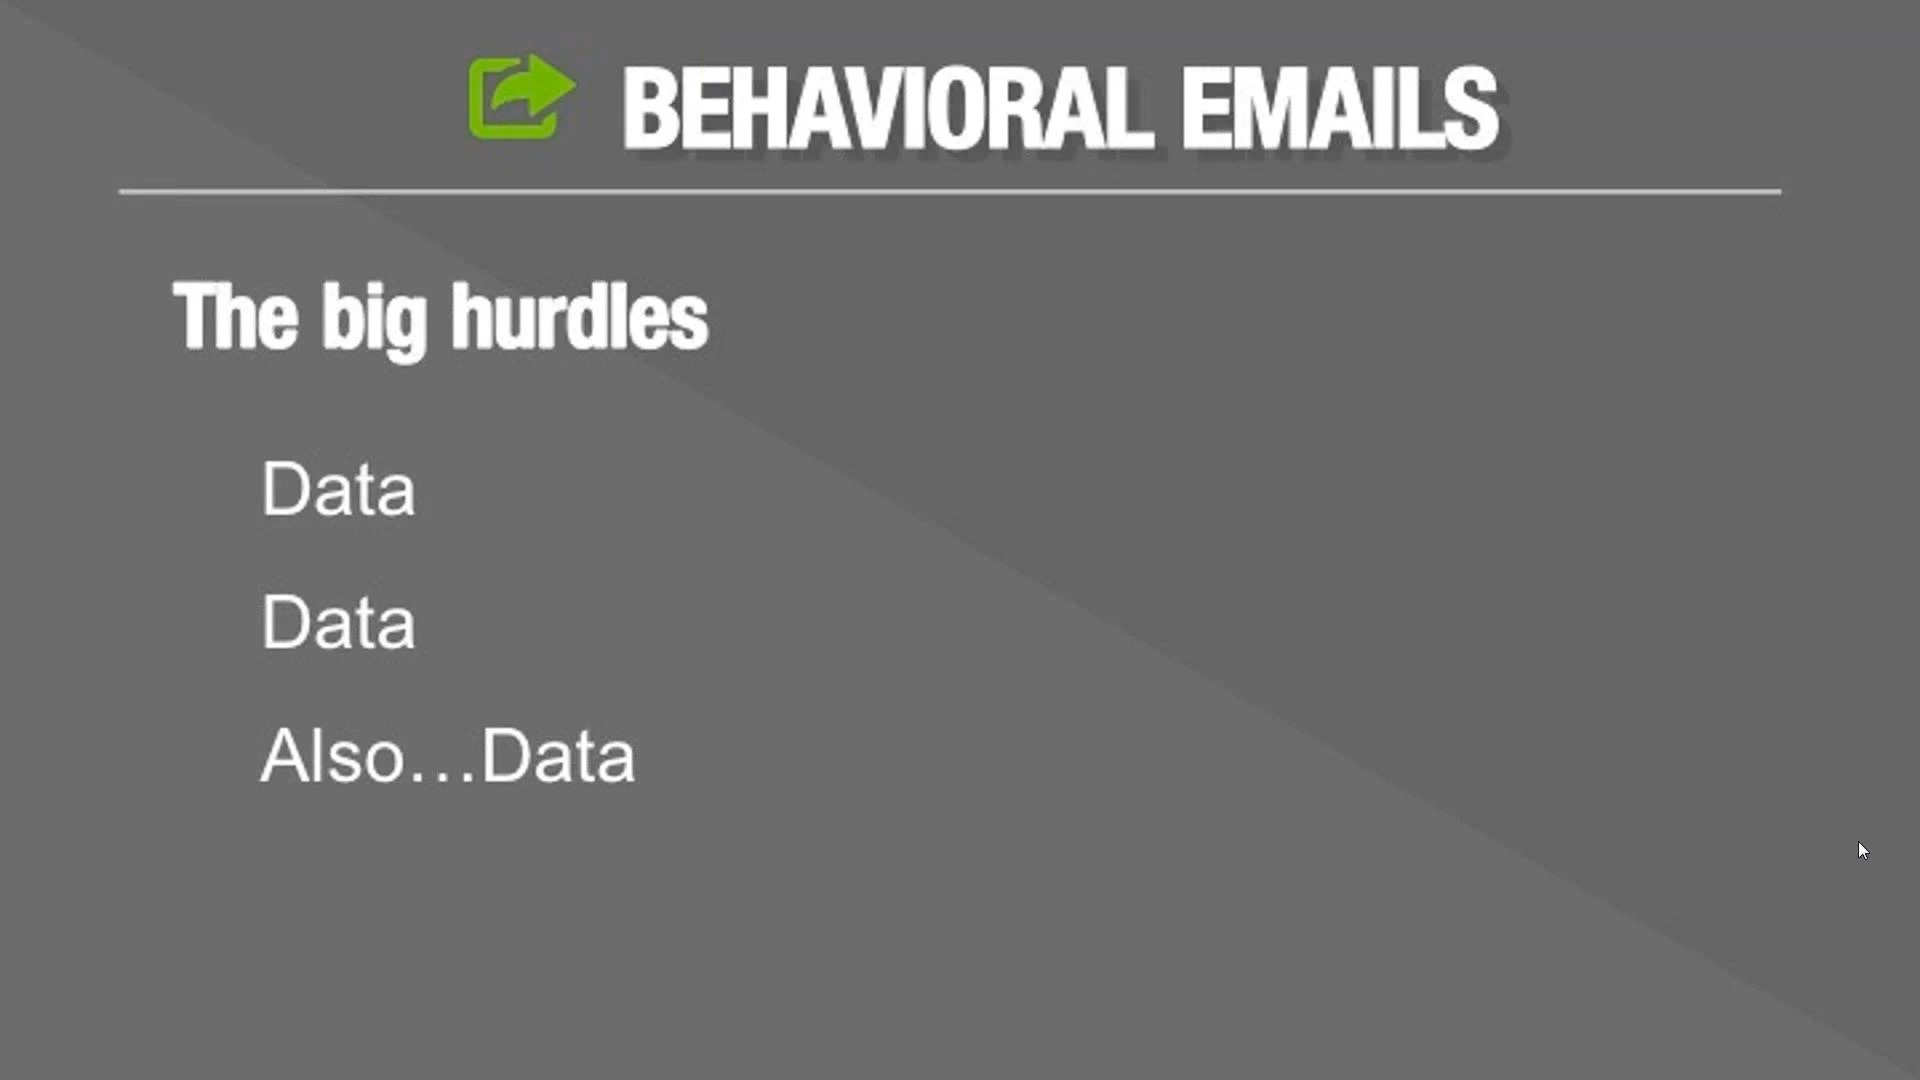 BEHAVIORAL EMAILS
The big hurdles
Data
Data
Also...Data